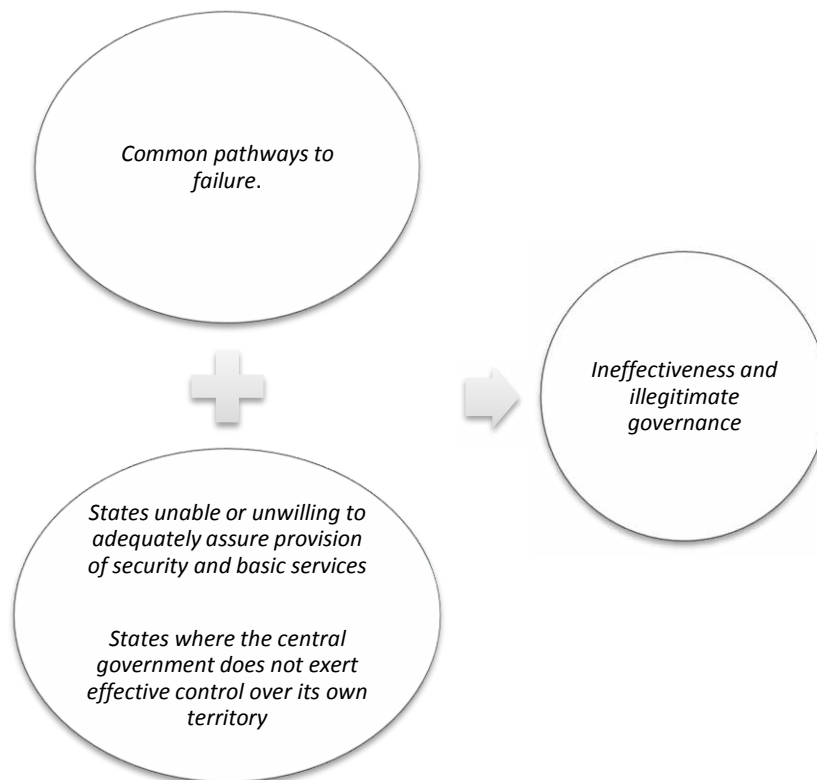 Common pathways to
failure.
States unable or unwilling to
adequately assure provision
of security and basic services
States where the central
government does not exert
effective control over its own
territory
Ineffectiveness and
illegitimate
governance